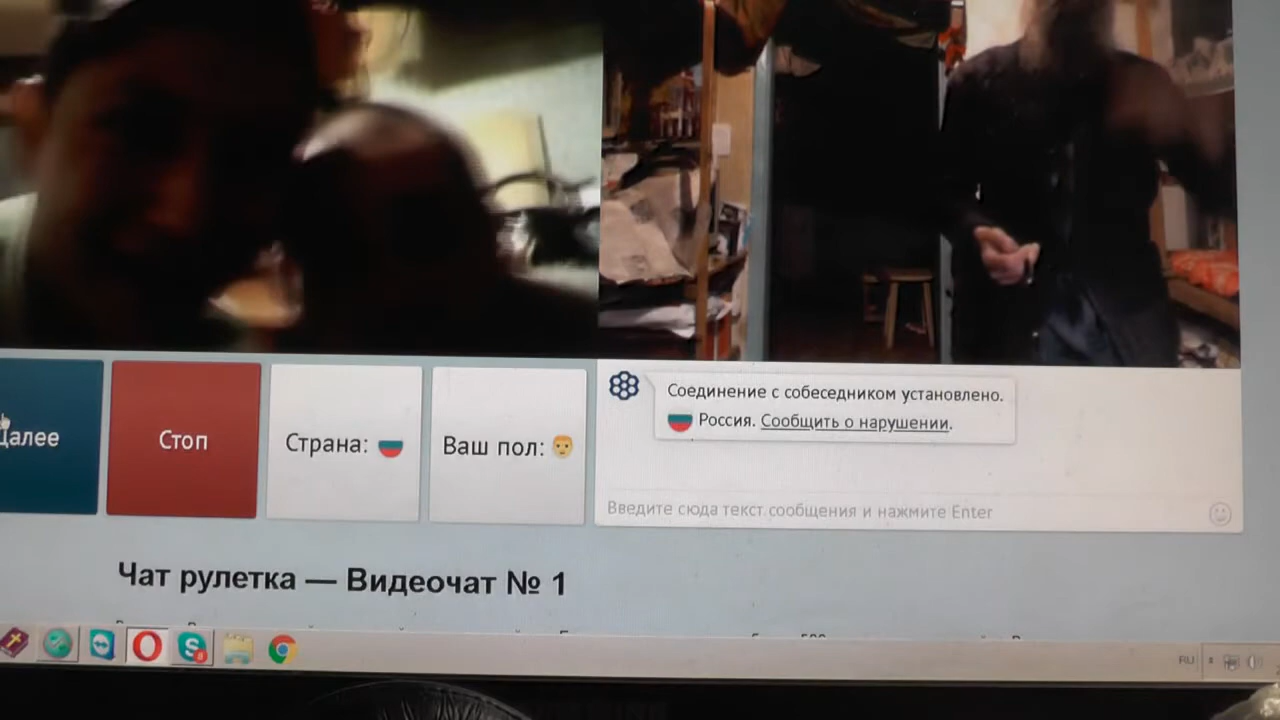 Далее
Стоп
Страна:
Ваш пол:
Соединение с собеседником установлено.
Россия. Сообщить о нарушении.
Введите сюда текст сообщения и нажмите Enter
Чат рулетка — Видеочат № 1
RU